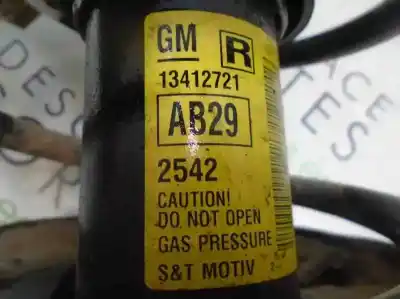 GM R
13412721
AB29
2542
CAUTION!
DO NOT OPEN
GAS PRESSURE
S&T MOTIV